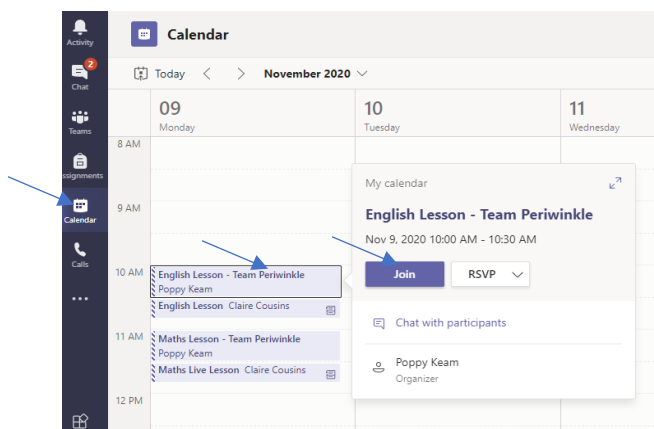 Activity
Calendar
2
Chat
Today November 2020
Teams
09
Monday
10
Tuesday
11
Wednesday
8 AM
ssignments
Calendar
9 AM
Calls
10 AM
English Lesson - Team Periwinkle
Poppy Keam
English Lesson Claire Cousins
11 AM
Maths Lesson - Team Periwinkle
Poppy Keam
Maths Live Lesson Claire Cousins
12 PM
My calendar
English Lesson - Team Periwinkle
Nov 9, 2020 10:00 AM - 10:30 AM
Join
RSVP
Chat with participants
Poppy Keam
Organizer